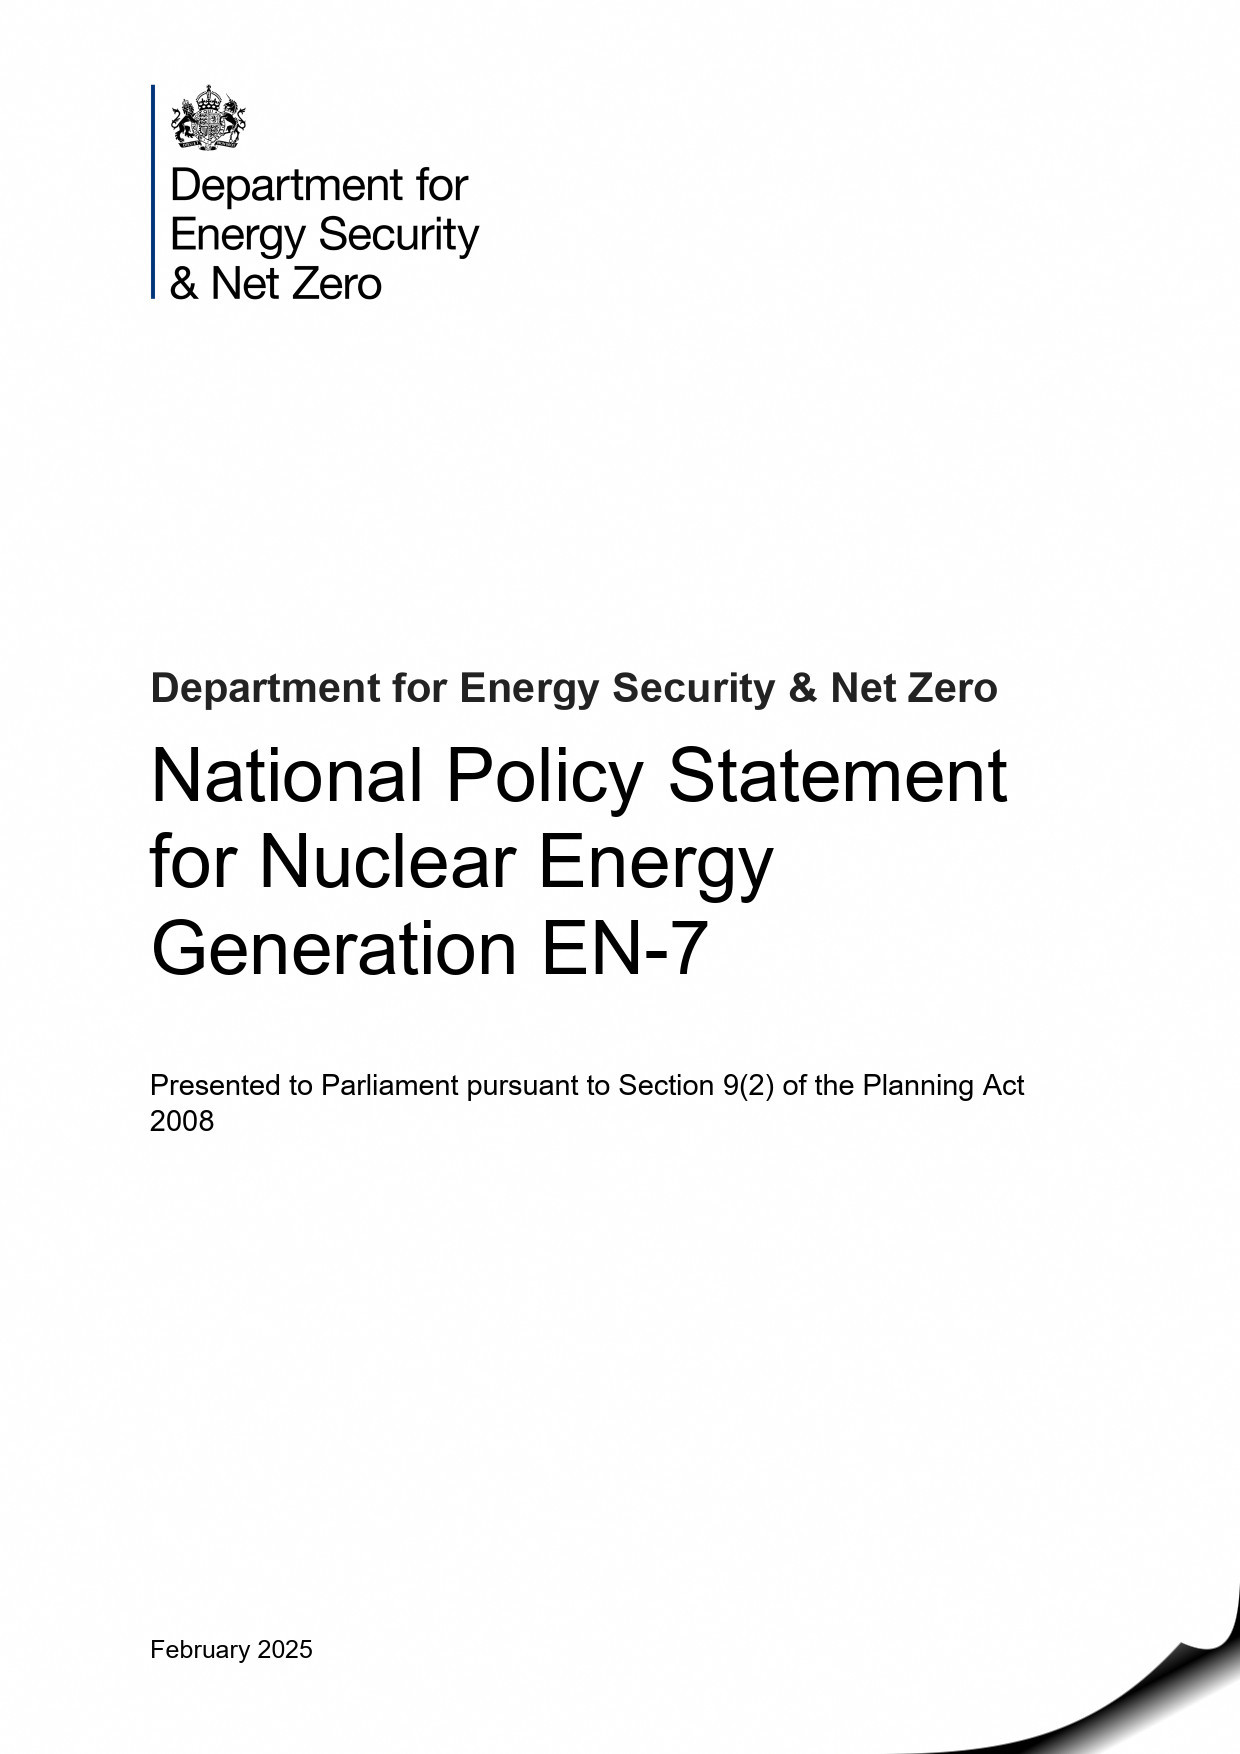 Department for
Energy Security
& Net Zero
Department for Energy Security & Net Zero
National Policy Statement
for Nuclear Energy
Generation EN-7
Presented to Parliament pursuant to Section 9(2) of the Planning Act
2008
February 2025